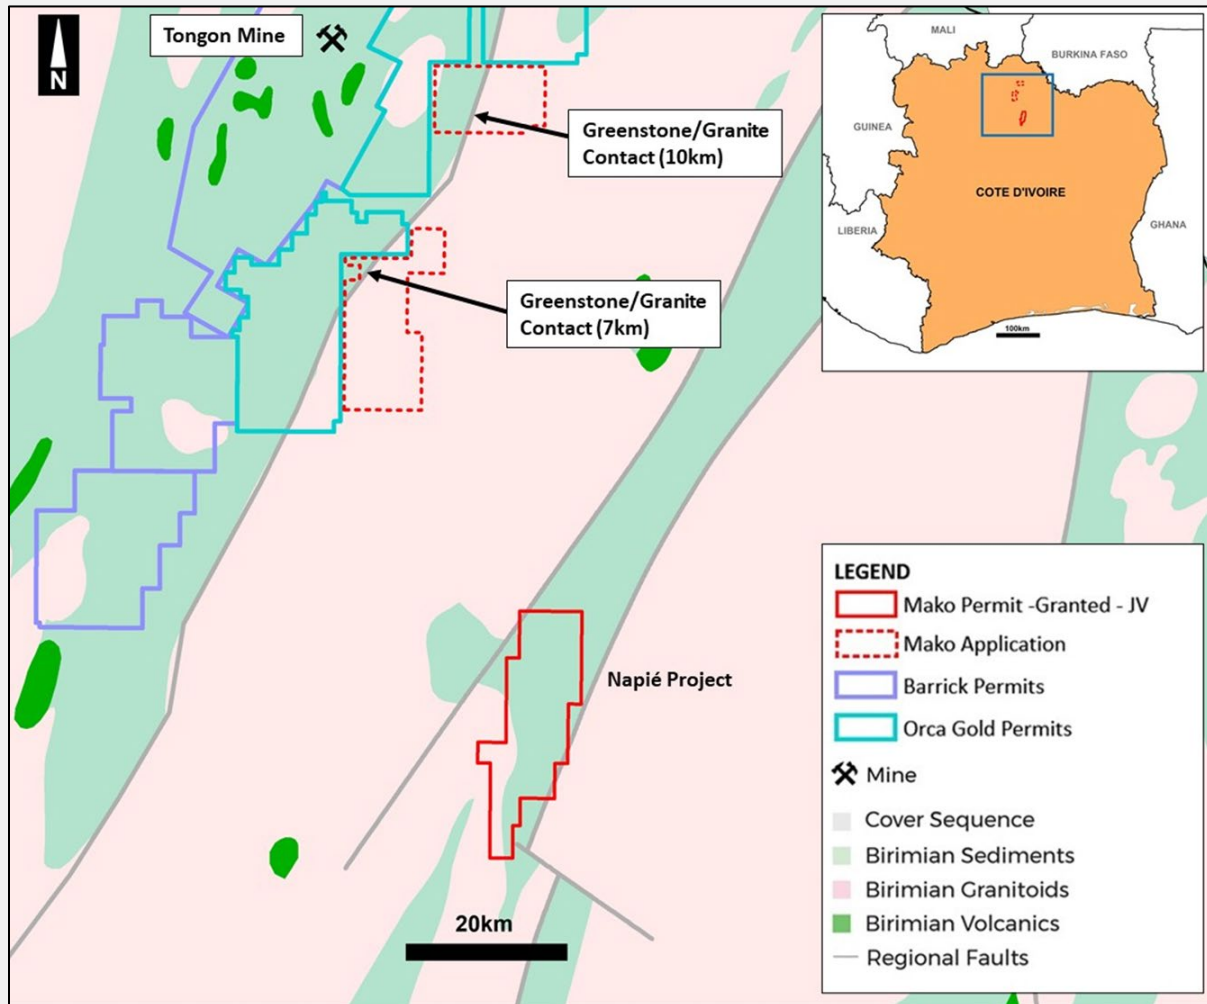 Tongon Mine
N
Greenstone/Granite
Contact (10km)
Greenstone/Granite
Contact (7km)
Napié Project
20km
MALI
BURKINA FASO
GUINEA
COTE D'IVOIRE
LIBERIA
GHANA
100km
LEGEND
Mako Permit -Granted - JV
Mako Application
Barrick Permits
Orca Gold Permits
Mine
Cover Sequence
Birimian Sediments
Birimian Granitoids
Birimian Volcanics
Regional Faults